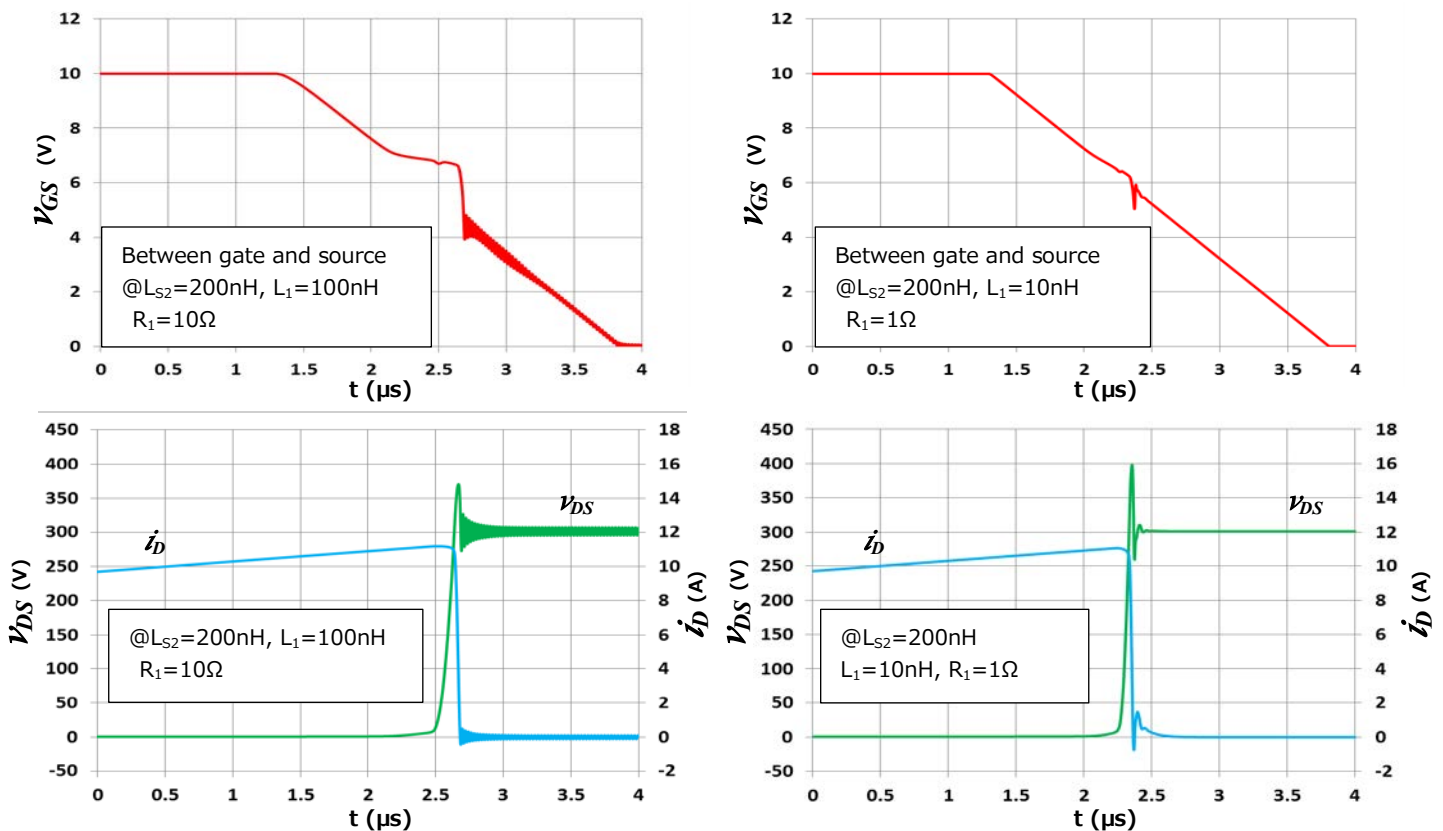 12
10
8
6
4
2
0
v_GS (V)
Between gate and source
@L_S2=200nH, L_1=100nH
R_1=10Ω
0 0.5 1 1.5 2 2.5 3 3.5 4
t (μs)
12
10
8
6
4
2
0
v_GS (V)
Between gate and source
@L_S2=200nH, L_1=10nH
R_1=1Ω
0 0.5 1 1.5 2 2.5 3 3.5 4
t (μs)
450
400
350
300
250
200
150
100
50
0
-50
v_DS (V)
18
16
14
12
10
8
6
4
2
0
-2
i_D (A)
v_DS
i_D
@L_S2=200nH, L_1=100nH
R_1=10Ω
0 0.5 1 1.5 2 2.5 3 3.5 4
t (μs)
450
400
350
300
250
200
150
100
50
0
-50
v_DS (V)
18
16
14
12
10
8
6
4
2
0
-2
i_D (A)
v_DS
i_D
@L_S2=200nH
L_1=10nH, R_1=1Ω
0 0.5 1 1.5 2 2.5 3 3.5 4
t (μs)